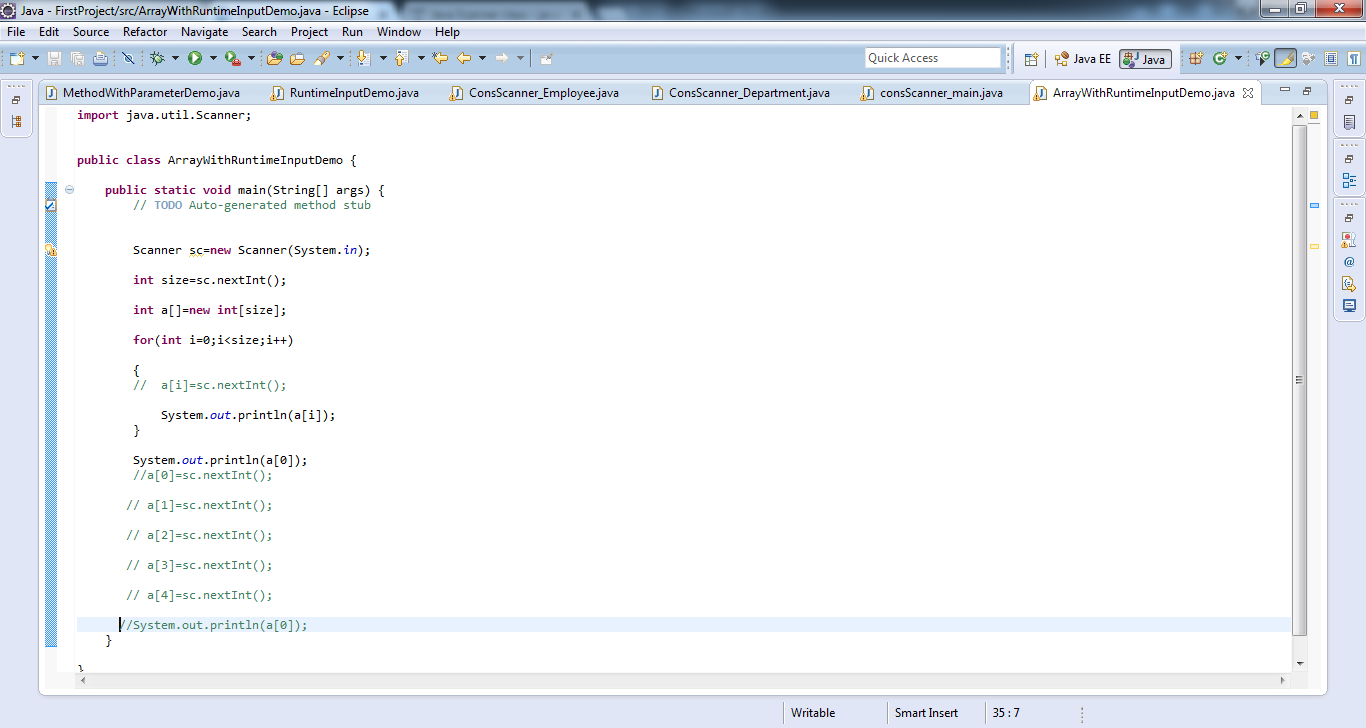 Java - FirstProject/src/ArrayWithRuntimeInputDemo.java - Eclipse
File Edit Source Refactor Navigate Search Project Run Window Help
Quick Access Java EE Java
MethodWithParameterDemo.java RuntimeInputDemo.java ConsScanner_Employee.java ConsScanner_Department.java consScanner_main.java ArrayWithRuntimeInputDemo.java
import java.util.Scanner;
public class ArrayWithRuntimeInputDemo {
public static void main(String[] args) {
// TODO Auto-generated method stub
Scanner sc=new Scanner(System.in);
int size=sc.nextInt();
int a[]=new int[size];
for(int i=0;i<size;i++)
{
// a[i]=sc.nextInt();
System.out.println(a[i]);
}
System.out.println(a[0]);
//a[0]=sc.nextInt();
// a[1]=sc.nextInt();
// a[2]=sc.nextInt();
// a[3]=sc.nextInt();
// a[4]=sc.nextInt();
//System.out.println(a[0]);
}
}
Writable Smart Insert 35 : 7